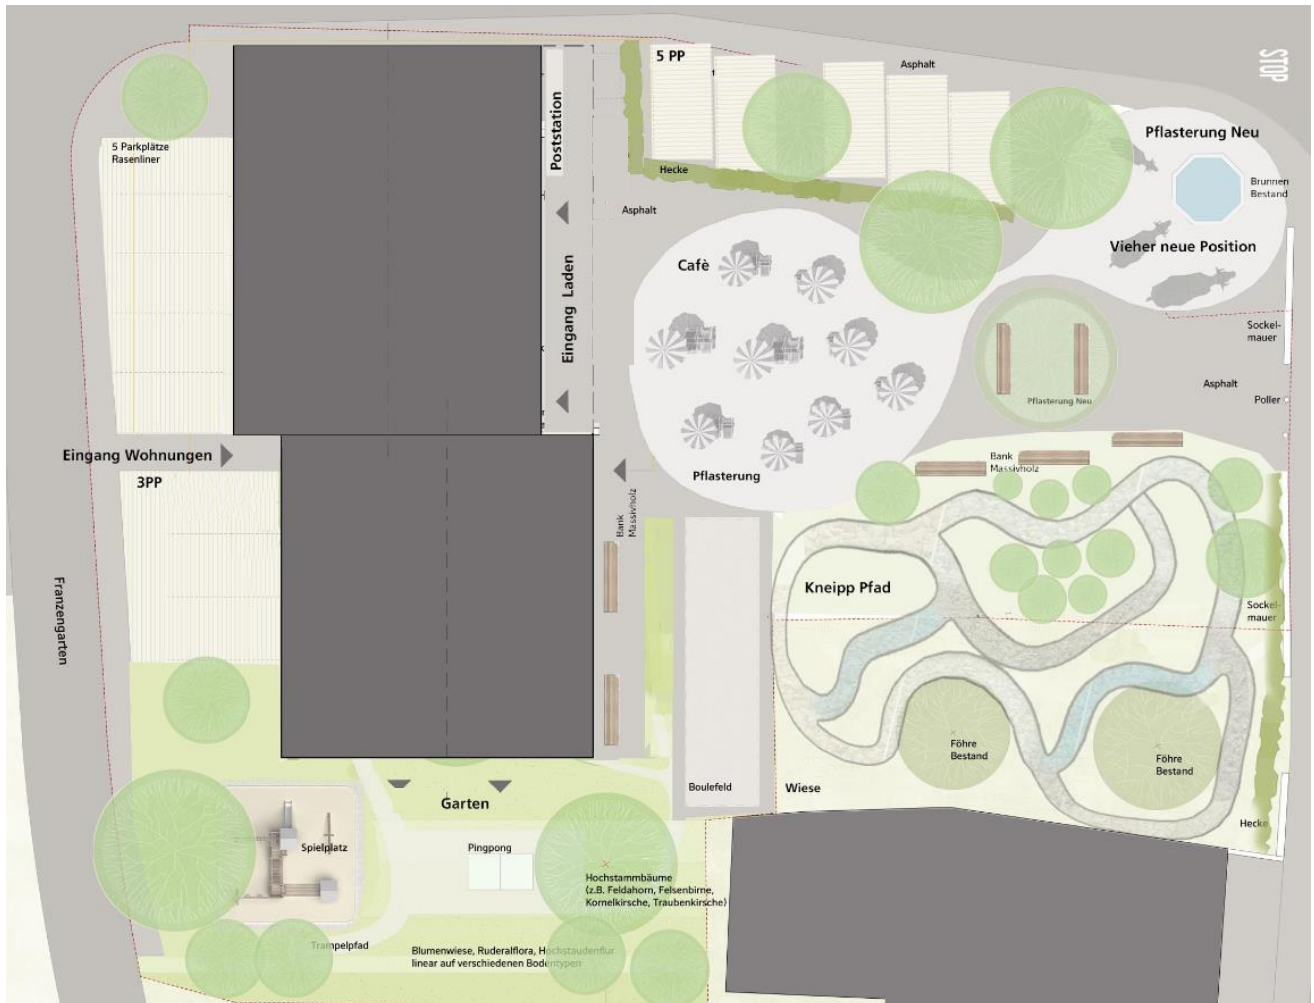 STOP
5 PP
Asphalt
Pflasterung Neu
Poststation
5 Parkplätze
Rasenliner
Hecke
Brunnen
Bestand
Asphalt
Vieher neue Position
Cafè
Eingang Laden
Sockel-
mauer
Asphalt
Pflasterung Neu
Poller
Eingang Wohnungen
Bank
Massivholz
3PP
Pflasterung
Bank
Massivholz
Kneipp Pfad
Franzengarten
Sockel-
mauer
Föhre
Bestand
Föhre
Bestand
Boulefeld
Wiese
Garten
Hecke
Spielplatz
Pingpong
Hochstammbäume
(z.B. Feldahorn, Felsenbirne,
Kornelkirsche, Traubenkirsche)
Trampelpfad
Blumenwiese, Ruderalflora, Hochstaudenflur
linear auf verschiedenen Bodentypen